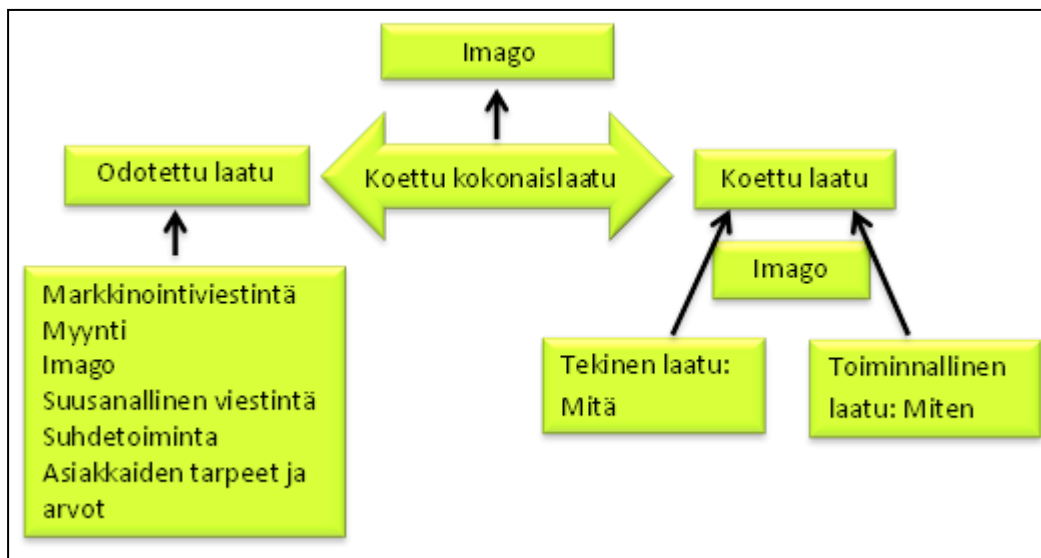 Imago
Odotettu laatu
Koettu kokonaislaatu
Koettu laatu
Imago
Markkinointiviestintä
Myynti
Imago
Suusanallinen viestintä
Suhdetoiminta
Asiakkaiden tarpeet ja
arvot
Tekinen laatu:
Mitä
Toiminnallinen
laatu: Miten